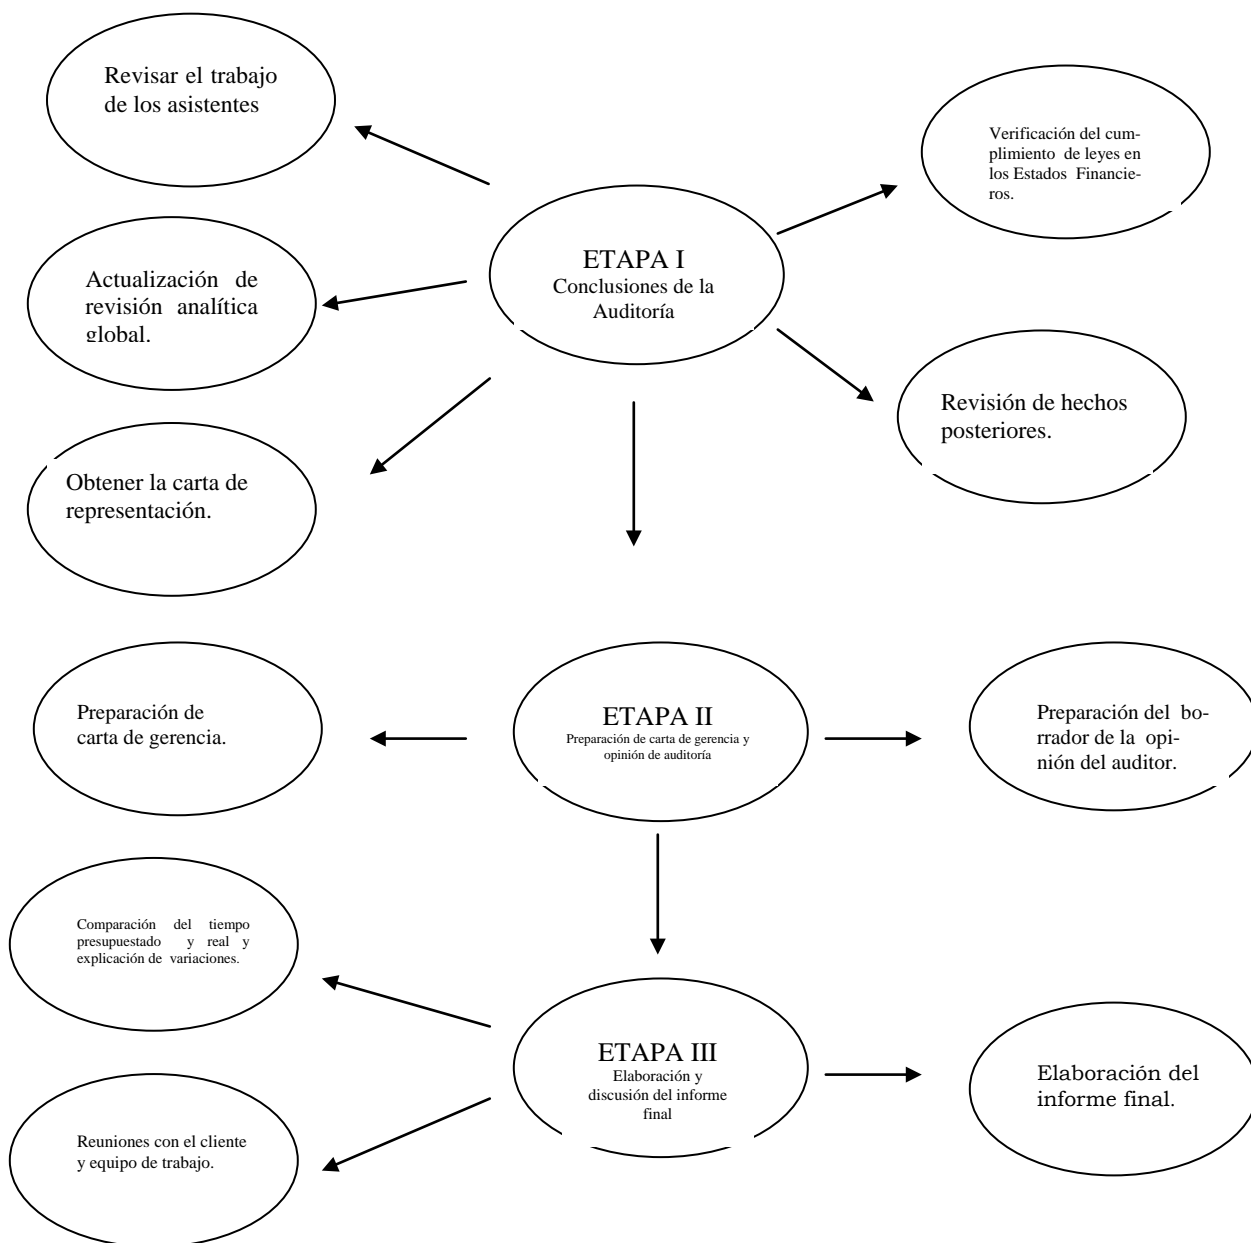 Revisar el trabajo
de los asistentes
Verificación del cum-
plimiento de leyes en
los Estados Financie-
ros.
ETAPA I
Conclusiones de la
Auditoría
Actualización de
revisión analítica
global.
Revisión de hechos
posteriores.
Obtener la carta de
representación.
Preparación de
carta de gerencia.
ETAPA II
Preparación de carta de gerencia y
opinión de auditoría
Preparación del bo-
rrador de la opi-
nión del auditor.
Comparación del tiempo
presupuestado y real y
explicación de variaciones.
ETAPA III
Elaboración y
discusión del informe
final
Elaboración del
informe final.
Reuniones con el cliente
y equipo de trabajo.